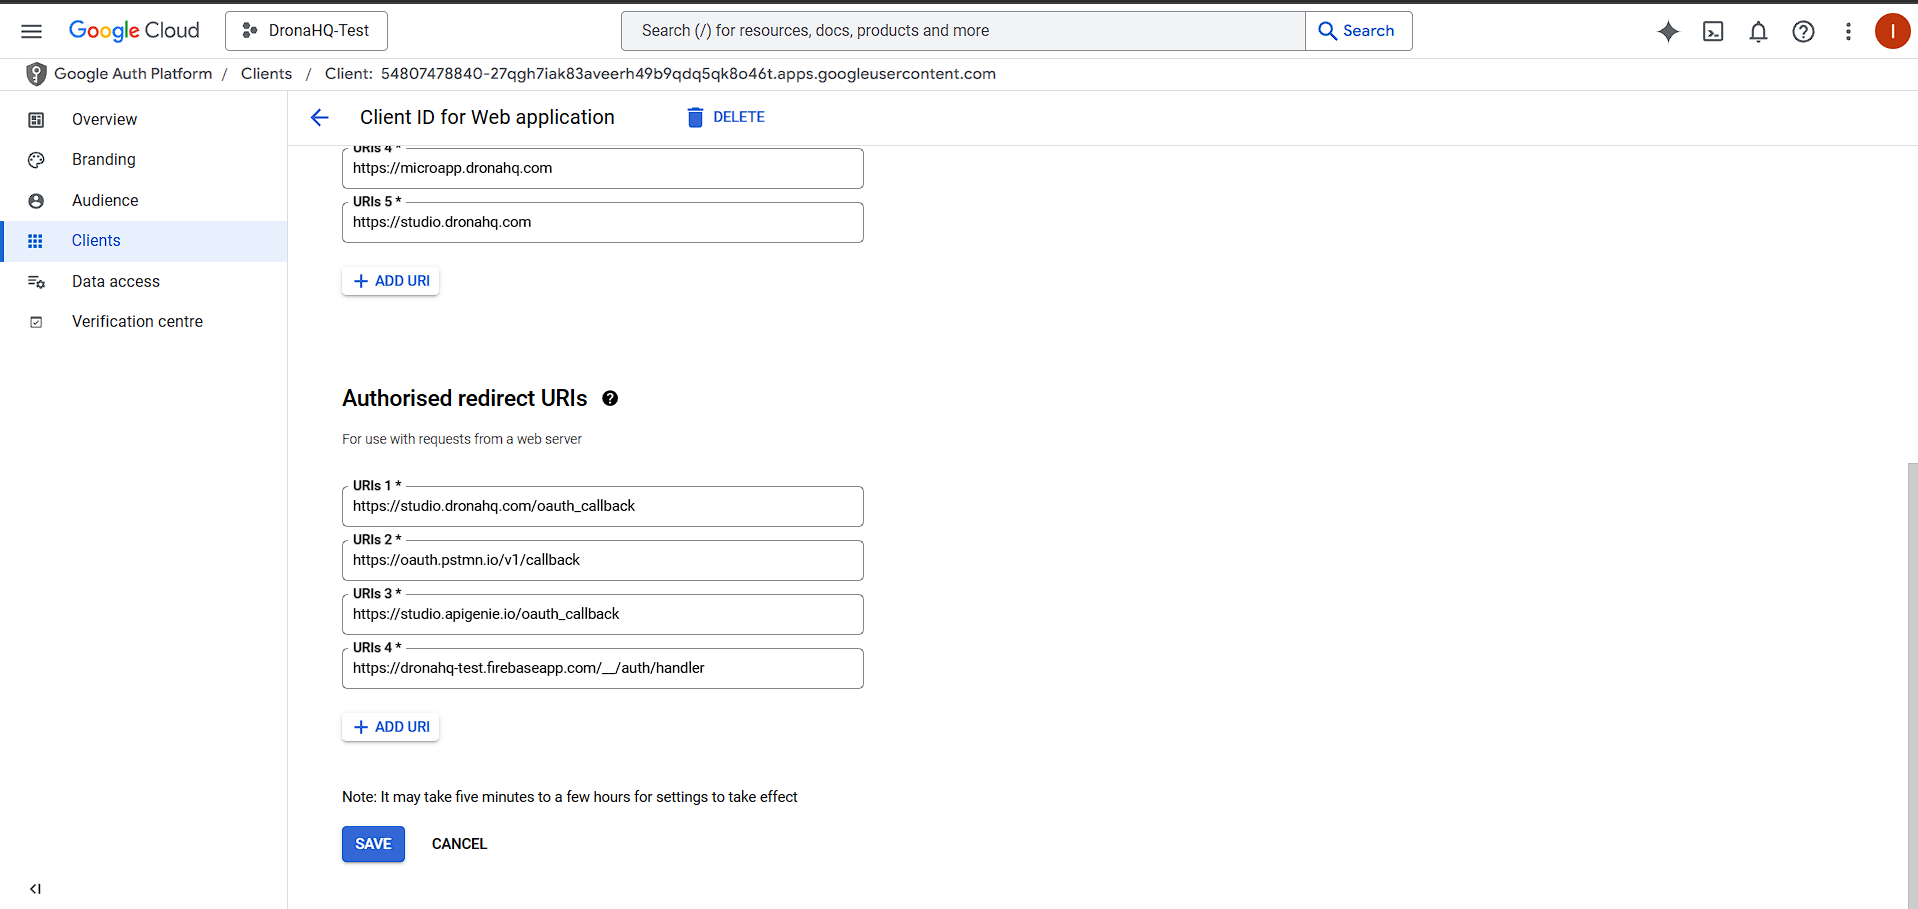 Google Cloud
DronaHQ-Test
Search (/) for resources, docs, products and more
Search
I
Google Auth Platform / Clients / Client: 54807478840-27qgh7iak83aveerh49b9qdq5qk8o46t.apps.googleusercontent.com
Overview
Branding
Audience
Clients
Data access
Verification centre
Client ID for Web application
DELETE
URIs 4 *
https://microapp.dronahq.com
URIs 5 *
https://studio.dronahq.com
ADD URI
Authorised redirect URIs
For use with requests from a web server
URIs 1 *
https://studio.dronahq.com/oauth_callback
URIs 2 *
https://oauth.pstmn.io/v1/callback
URIs 3 *
https://studio.apigenie.io/oauth_callback
URIs 4 *
https://dronahq-test.firebaseapp.com/__/auth/handler
ADD URI
Note: It may take five minutes to a few hours for settings to take effect
SAVE
CANCEL